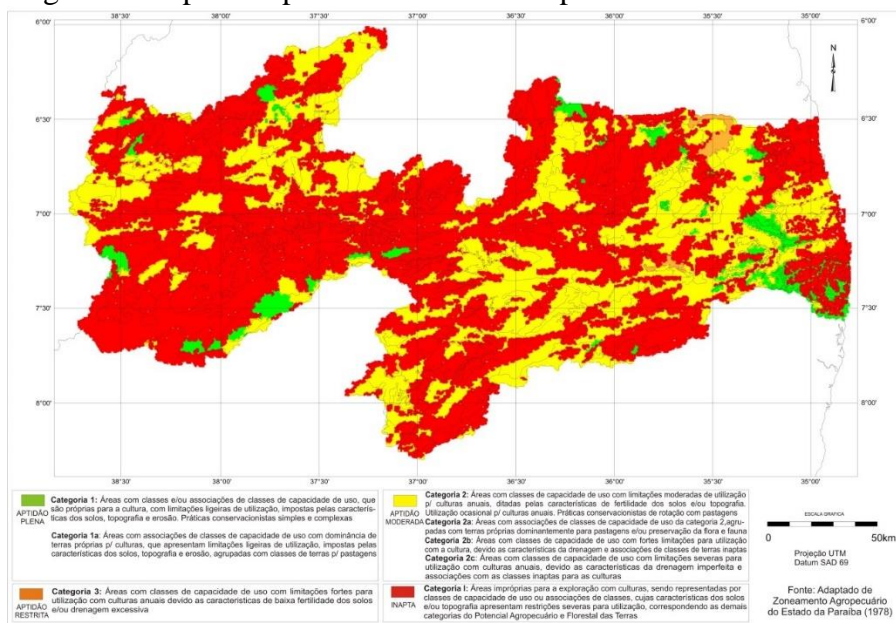 38°30' 38°00' 37°30' 37°00' 36°30' 36°00' 35°30' 35°00'
6°00' 6°00'
N
6°30' 6°30'
7°00' 7°00'
7°30' 7°30'
8°00' 8°00'
38°30' 38°00' 37°30' 37°00' 36°30' 36°00' 35°30' 35°00'
APTIDÃO
PLENA
Categoria 1: Áreas com classes e/ou associações de classes de capacidade de uso, que
são próprias para a cultura, com limitações ligeiras de utilização, impostas pelas caracterís-
ticas dos solos, topografia e erosão. Práticas conservacionistas simples e complexas
Categoria 1a: Áreas com associações de classes de capacidade de uso com dominância de
terras próprias p/ culturas, que apresentam limitações ligeiras de utilização, impostas pelas
características dos solos, topografia e erosão, agrupadas com classes de terras p/ pastagens
APTIDÃO
MODERADA
Categoria 2: Áreas com classes de capacidade de uso com limitações moderadas de utilização
p/ culturas anuais, ditadas pelas características de fertilidade dos solos e/ou topografia.
Utilização ocasional p/ culturas anuais. Práticas conservacionistas de rotação com pastagens
Categoria 2a: Áreas com associações de classes de capacidade de uso da categoria 2,agru-
padas com terras próprias dominantemente para pastagens e/ou preservação da flora e fauna
Categoria 2b: Áreas com classes de capacidade de uso com fortes limitações para utilização
com a cultura, devido as características da drenagem e associações de classes de terras inaptas
Categoria 2c: Áreas com classes de capacidade de uso com limitações severas para
utilização com culturas anuais, devido as características da drenagem imperfeita e
associações com as classes inaptas para as culturas
APTIDÃO
RESTRITA
Categoria 3: Áreas com classes de capacidade de uso com limitações fortes para
utilização com culturas anuais devido as características de baixa fertilidade dos solos
e/ou drenagem excessiva
INAPTA
Categoria I: Áreas impróprias para a exploração com culturas, sendo representadas por
classes de capacidade de uso ou associações de classes, cujas características dos solos
e/ou topografia apresentam restrições severas para utilização, correspondendo as demais
categorias do Potencial Agropecuário e Florestal das Terras
ESCALA GRÁFICA
0 50km
Projeção UTM
Datum SAD 69
Fonte: Adaptado de
Zoneamento Agropecuário
do Estado da Paraíba (1978)